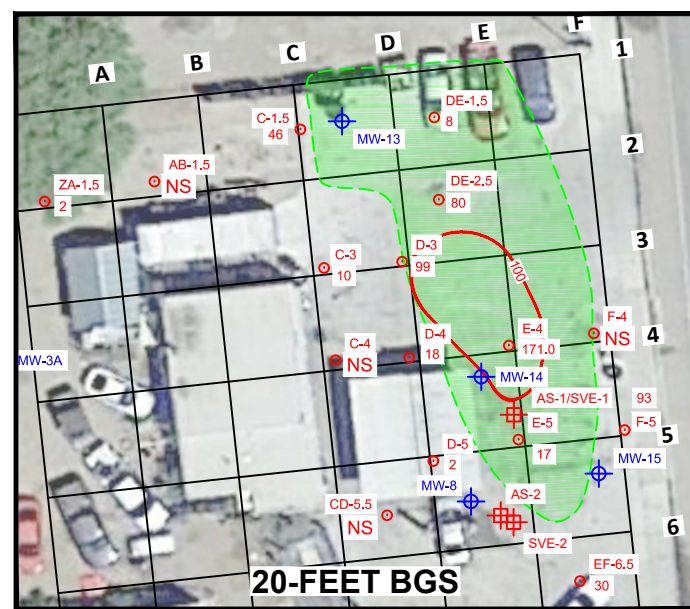 F
E
1
D
C
B
A
DE-1.5
8
C-1.5
46
MW-13
2
AB-1.5
NS
ZA-1.5
2
DE-2.5
80
3
D-3
99
C-3
10
100
F-4
NS
4
E-4
171.0
D-4
18
C-4
NS
MW-3A
MW-14
AS-1/SVE-1
93
F-5
5
E-5
17
D-5
2
MW-15
MW-8
AS-2
CD-5.5
NS
6
SVE-2
EF-6.5
30
20-FEET BGS